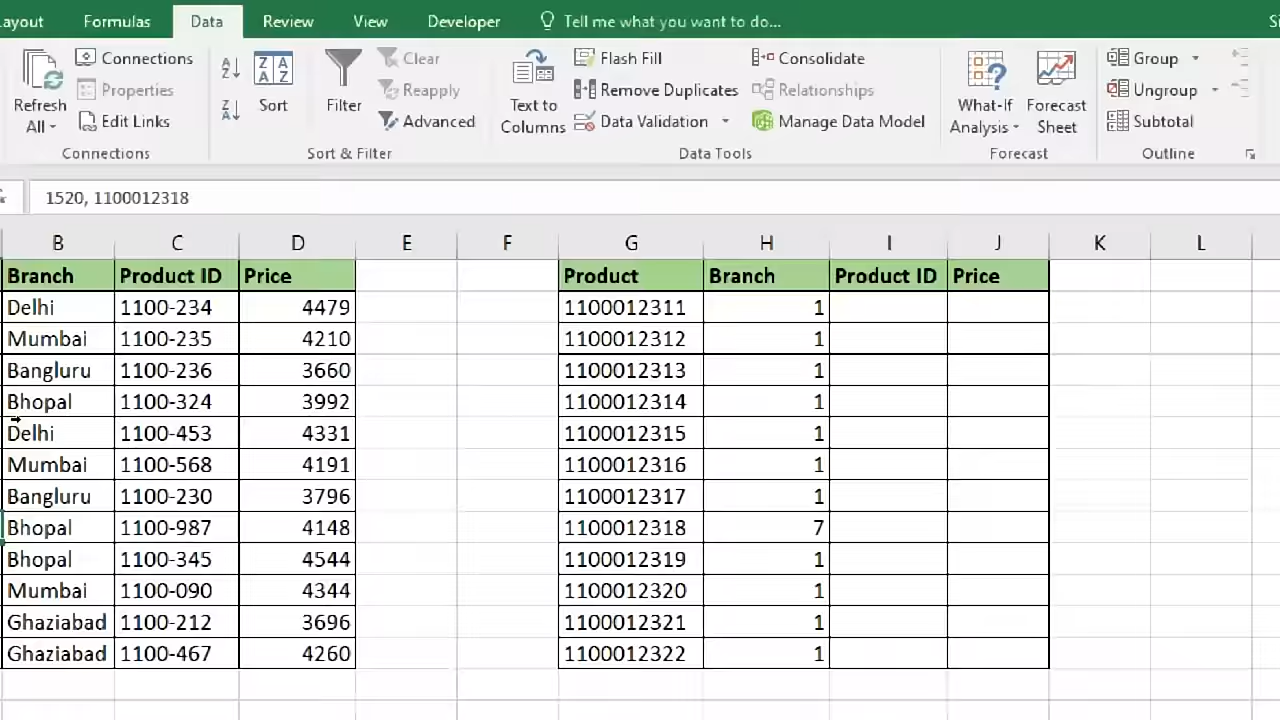 ayout Formulas Data Review View Developer Tell me what you want to do...
Connections Clear Flash Fill Consolidate Group
Properties Reapply Remove Duplicates Relationships Ungroup
Refresh All Edit Links Sort Filter Advanced Text to Columns Data Validation Manage Data Model What-If Analysis Forecast Sheet Subtotal
Connections Sort & Filter Data Tools Forecast Outline
1520, 1100012318
B C D E F G H I J K L
Branch Product ID Price Product Branch Product ID Price
Delhi 1100-234 4479 1100012311 1
Mumbai 1100-235 4210 1100012312 1
Bangluru 1100-236 3660 1100012313 1
Bhopal 1100-324 3992 1100012314 1
Delhi 1100-453 4331 1100012315 1
Mumbai 1100-568 4191 1100012316 1
Bangluru 1100-230 3796 1100012317 1
Bhopal 1100-987 4148 1100012318 7
Bhopal 1100-345 4544 1100012319 1
Mumbai 1100-090 4344 1100012320 1
Ghaziabad 1100-212 3696 1100012321 1
Ghaziabad 1100-467 4260 1100012322 1